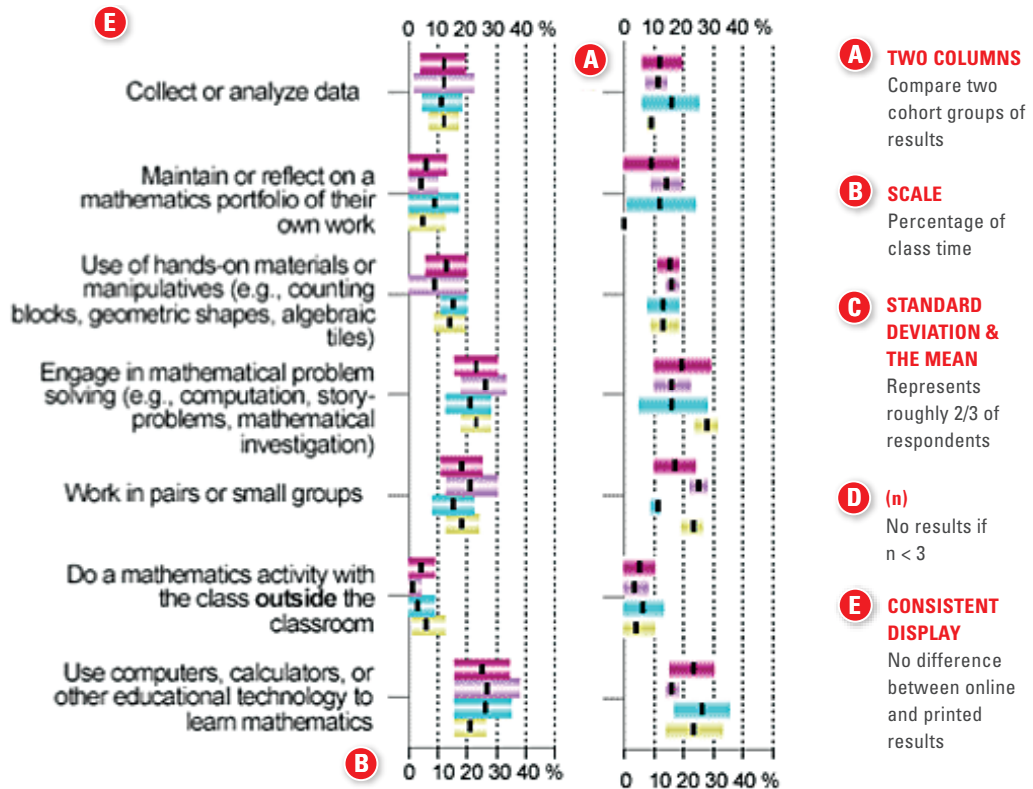 E
0 10 20 30 40 %
0 10 20 30 40 %
A
Collect or analyze data
Maintain or reflect on a
mathematics portfolio of their
own work
Use of hands-on materials or
manipulatives (e.g., counting
blocks, geometric shapes, algebraic
tiles)
Engage in mathematical problem
solving (e.g., computation, story-
problems, mathematical
investigation)
Work in pairs or small groups
Do a mathematics activity with
the class outside the
classroom
Use computers, calculators, or
other educational technology to
learn mathematics
B
0 10 20 30 40 %
0 10 20 30 40 %
A TWO COLUMNS
Compare two
cohort groups of
results
B SCALE
Percentage of
class time
C STANDARD
DEVIATION &
THE MEAN
Represents
roughly 2/3 of
respondents
D (n)
No results if
n < 3
E CONSISTENT
DISPLAY
No difference
between online
and printed
results